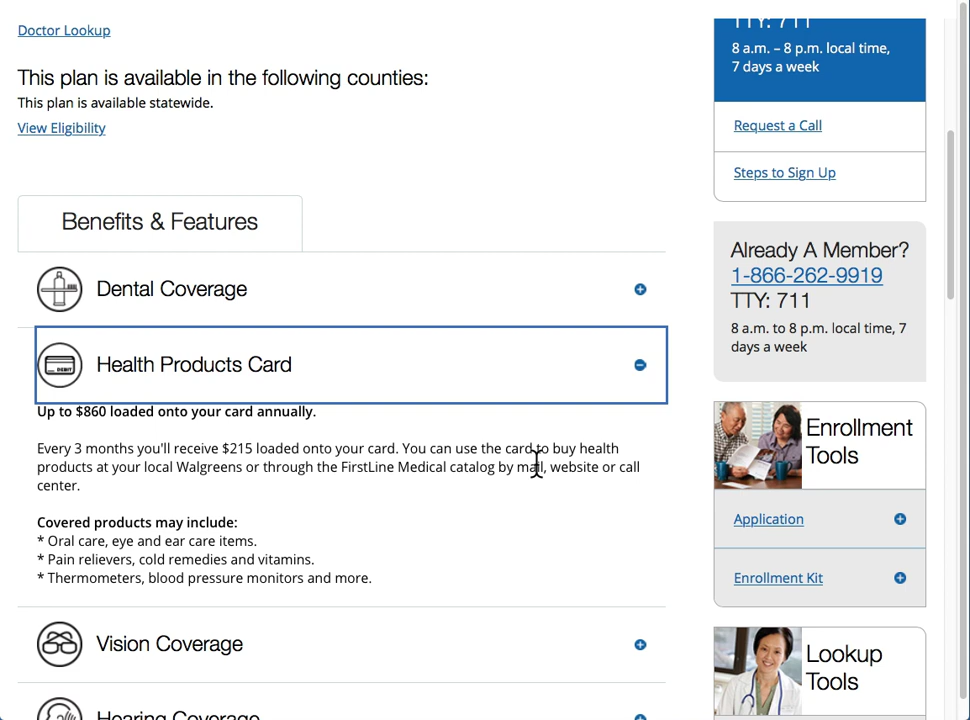 Doctor Lookup
This plan is available in the following counties:
This plan is available statewide.
View Eligibility
Benefits & Features
Dental Coverage
Health Products Card
DEBIT
Up to $860 loaded onto your card annually.
Every 3 months you'll receive $215 loaded onto your card. You can use the card to buy health
products at your local Walgreens or through the FirstLine Medical catalog by mail, website or call
center.
Covered products may include:
* Oral care, eye and ear care items.
* Pain relievers, cold remedies and vitamins.
* Thermometers, blood pressure monitors and more.
Vision Coverage
Hearing Coverage
TTY: 711
8 a.m. – 8 p.m. local time,
7 days a week
Request a Call
Steps to Sign Up
Already A Member?
1-866-262-9919
TTY: 711
8 a.m. to 8 p.m. local time, 7
days a week
Enrollment
Tools
Application
Enrollment Kit
Lookup
Tools